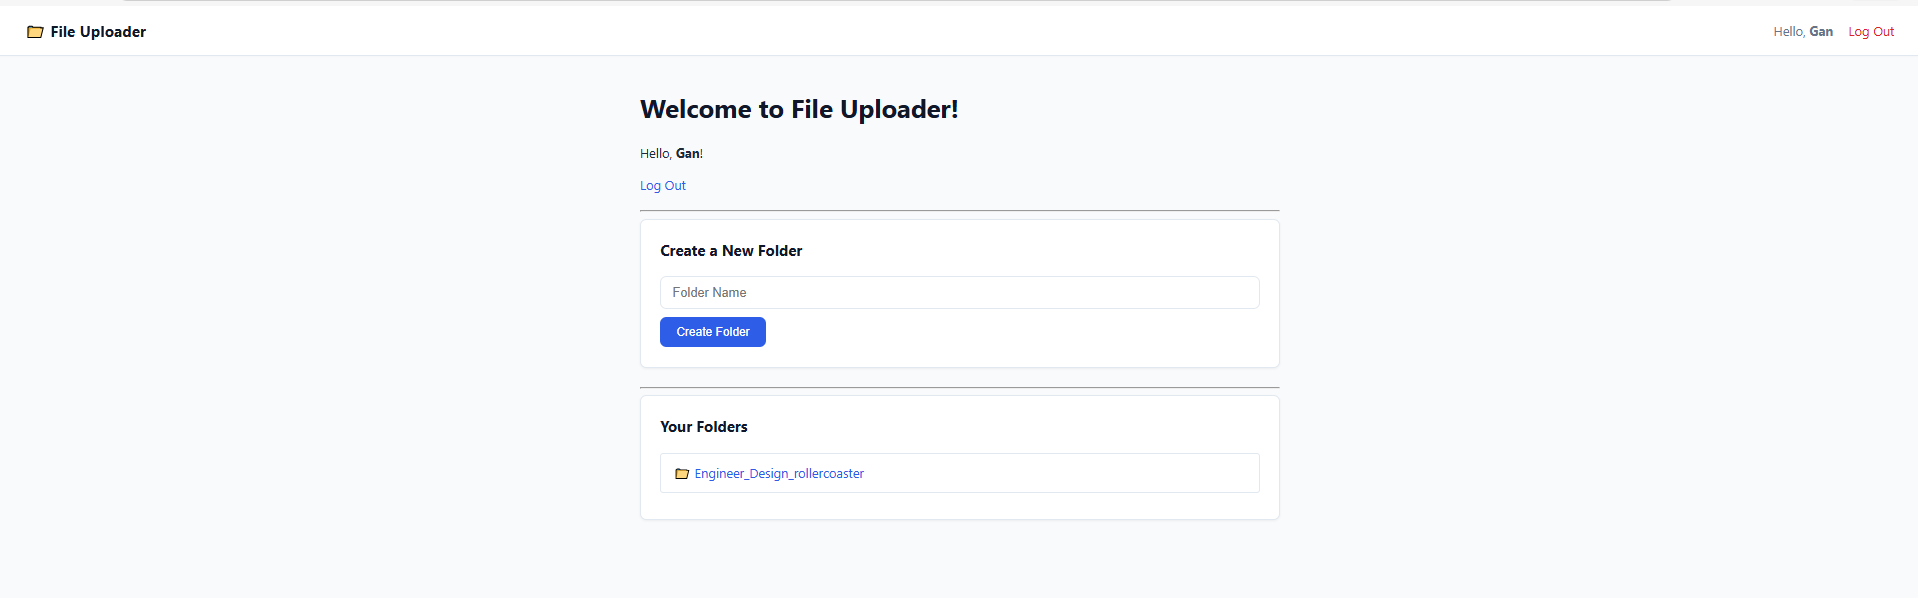 File Uploader
Hello, Gan Log Out
Welcome to File Uploader!
Hello, Gan!
Log Out
Create a New Folder
Folder Name
Create Folder
Your Folders
Engineer_Design_rollercoaster